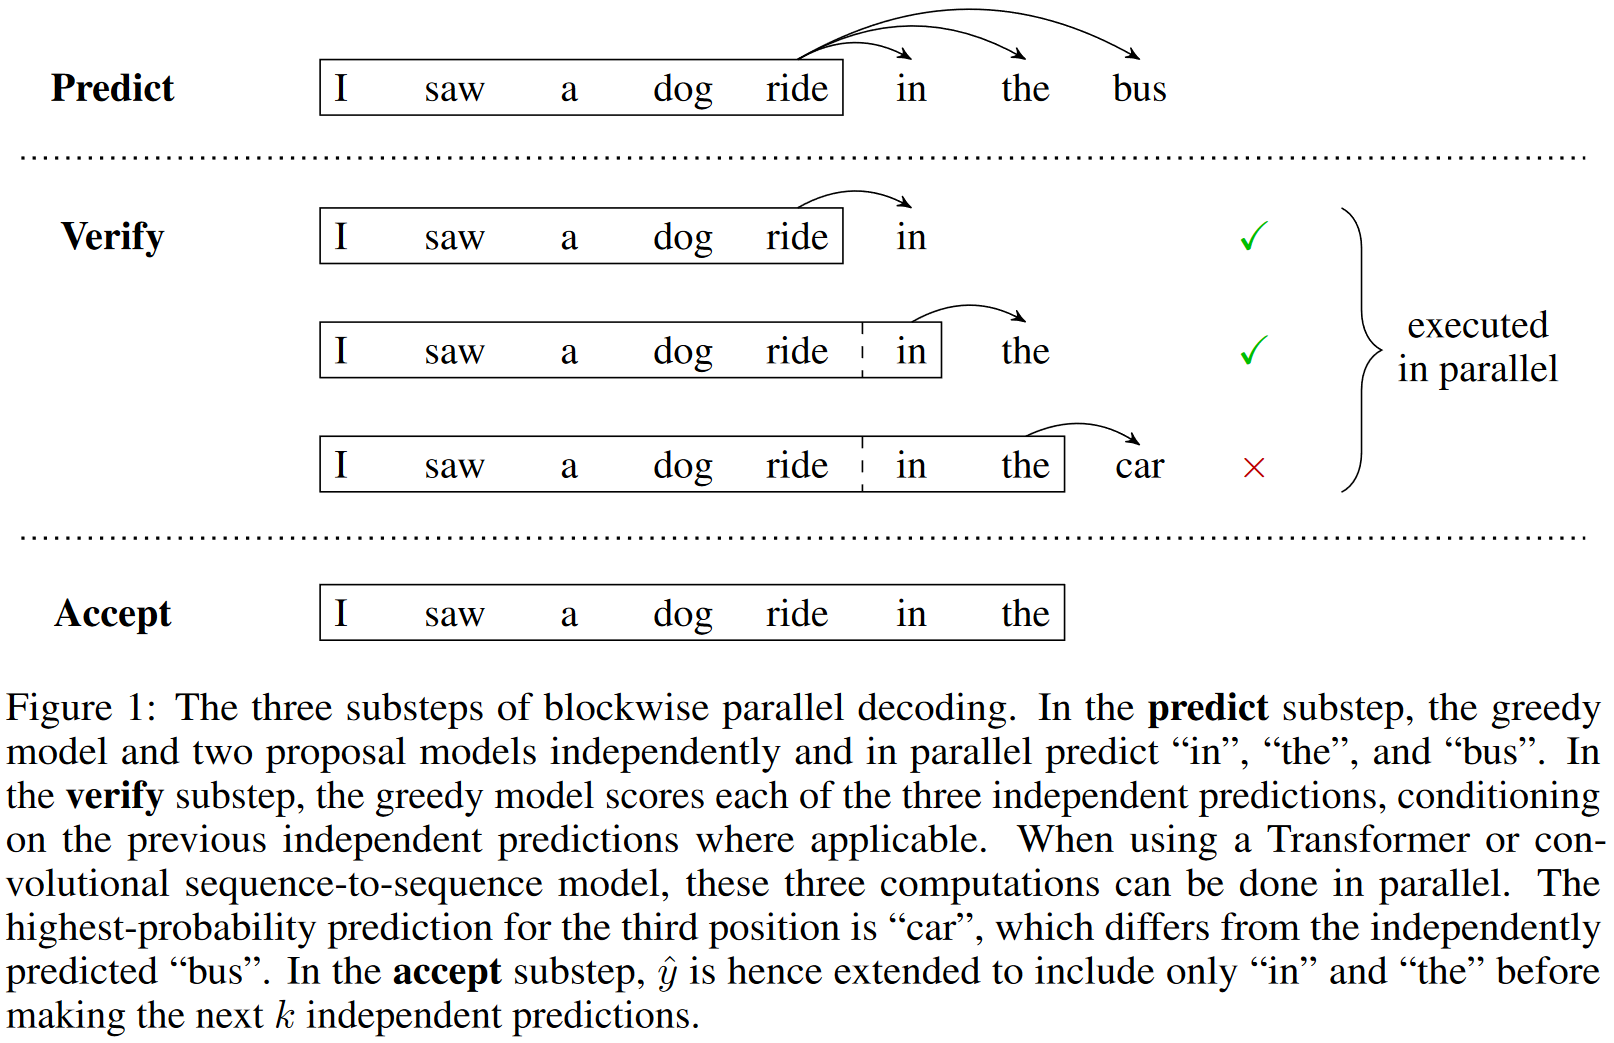 Predict I saw a dog ride in the bus
Verify I saw a dog ride in ✓
I saw a dog ride in the ✓
executed
in parallel
I saw a dog ride in the car ×
Accept I saw a dog ride in the
Figure 1: The three substeps of blockwise parallel decoding. In the predict substep, the greedy
model and two proposal models independently and in parallel predict “in”, “the”, and “bus”. In
the verify substep, the greedy model scores each of the three independent predictions, conditioning
on the previous independent predictions where applicable. When using a Transformer or con-
volutional sequence-to-sequence model, these three computations can be done in parallel. The
highest-probability prediction for the third position is “car”, which differs from the independently
predicted “bus”. In the accept substep, ŷ is hence extended to include only “in” and “the” before
making the next k independent predictions.